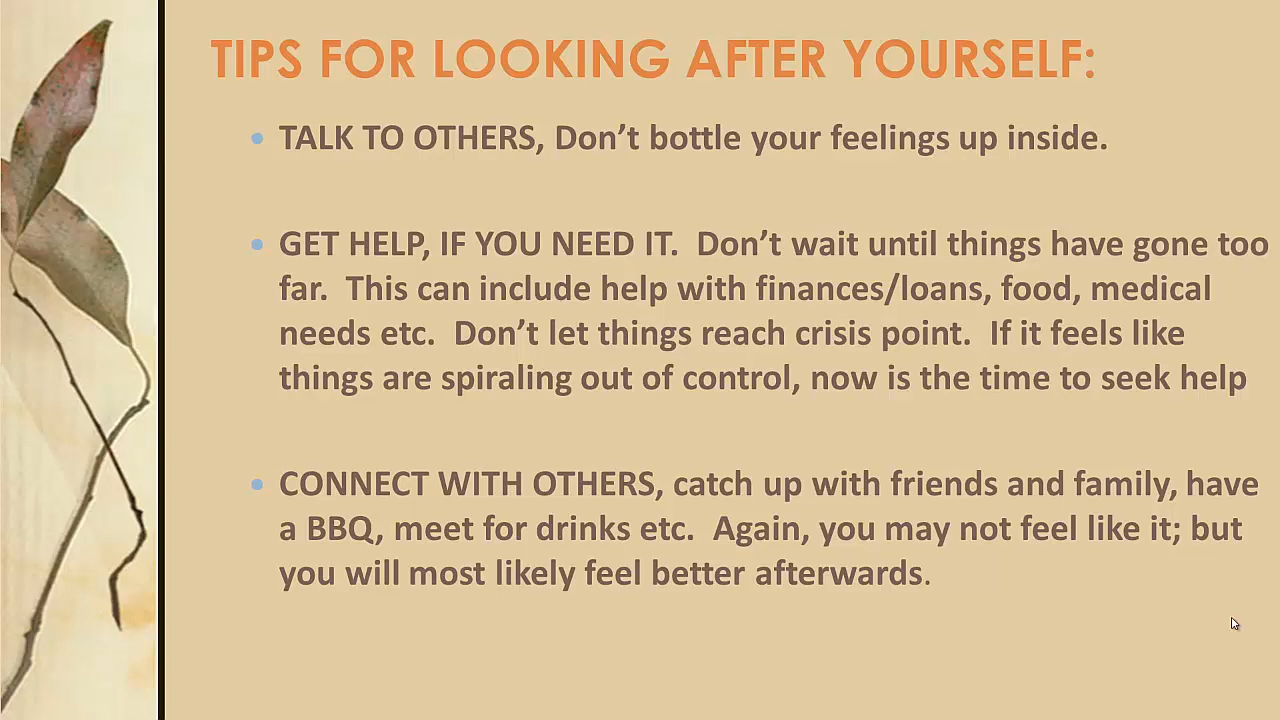 TIPS FOR LOOKING AFTER YOURSELF:
• TALK TO OTHERS, Don't bottle your feelings up inside.
• GET HELP, IF YOU NEED IT.  Don't wait until things have gone too
far.  This can include help with finances/loans, food, medical
needs etc.  Don't let things reach crisis point.  If it feels like
things are spiraling out of control, now is the time to seek help
• CONNECT WITH OTHERS, catch up with friends and family, have
a BBQ, meet for drinks etc.  Again, you may not feel like it; but
you will most likely feel better afterwards.